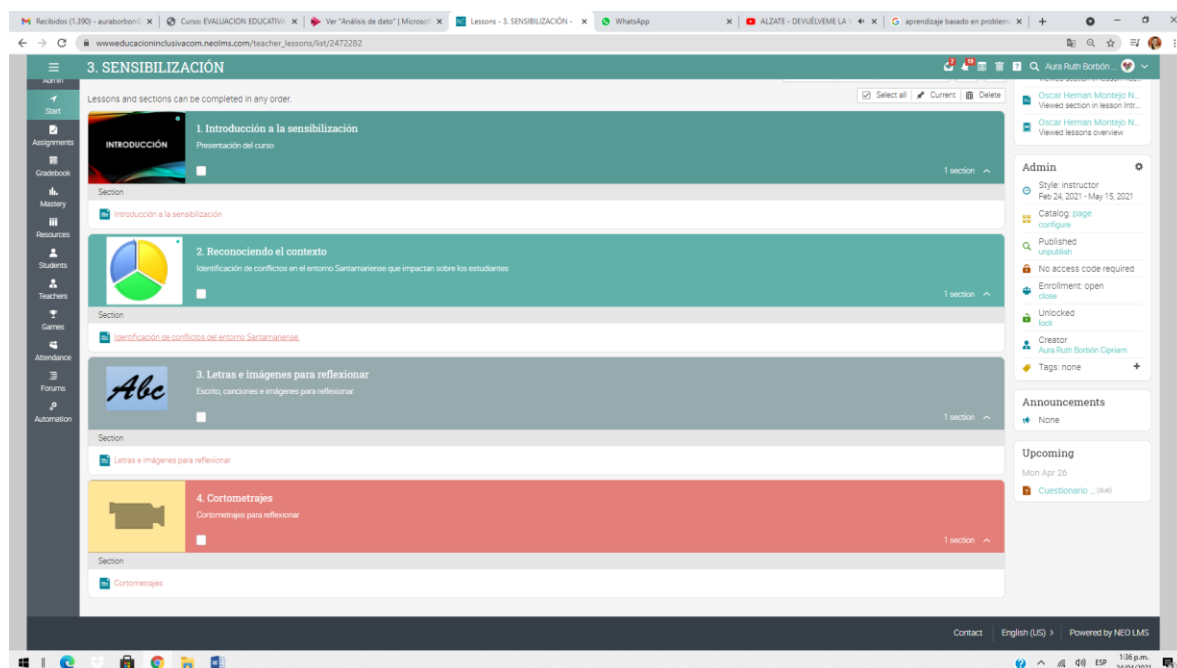 Recibidos (1.390) - auraborbon
Curso: EVALUACION EDUCATIVA
Ver "Análisis de dato" | Microsof
Lessons - 3. SENSIBILIZACIÓN -
WhatsApp
ALZATE - DEVUÉLVEME LA
aprendizaje basado en problem
wwweducacioninclusivacom.neolms.com/teacher_lessons/list/2472282
3. SENSIBILIZACIÓN
Aura Ruth Borbón ...
Admin
Start
Assignments
Gradebook
Mastery
Resources
Students
Teachers
Games
Attendance
Forums
Automation
Lessons and sections can be completed in any order.
Select all
Current
Delete
INTRODUCCIÓN
1. Introducción a la sensibilización
Presentación del curso
1 section
Section
Introducción a la sensibilización
2. Reconociendo el contexto
Identificación de conflictos en el entorno Santamariense que impactan sobre los estudiantes
1 section
Section
Identificación de conflictos del entorno Santamariense.
Abc
3. Letras e imágenes para reflexionar
Escrito, canciones e imágenes para reflexionar.
1 section
Section
Letras e imágenes para reflexionar
4. Cortometrajes
Cortometrajes para reflexionar
1 section
Section
Cortometrajes
Viewed section in lesson
Oscar Hernan Montejo N...
Viewed section in lesson Intr...
Oscar Hernan Montejo N...
Viewed lessons overview
Admin
Style: instructor
Feb 24, 2021 - May 15, 2021
Catalog: page
configure
Published
unpublish
No access code required
Enrollment: open
close
Unlocked
lock
Creator
Aura Ruth Borbón Cipriam
Tags: none
Announcements
None
Upcoming
Mon Apr 26
Cuestionario ... (due)
Contact
English (US) >
Powered by NEO LMS
ESP
1:36 p.m.
24/04/2021